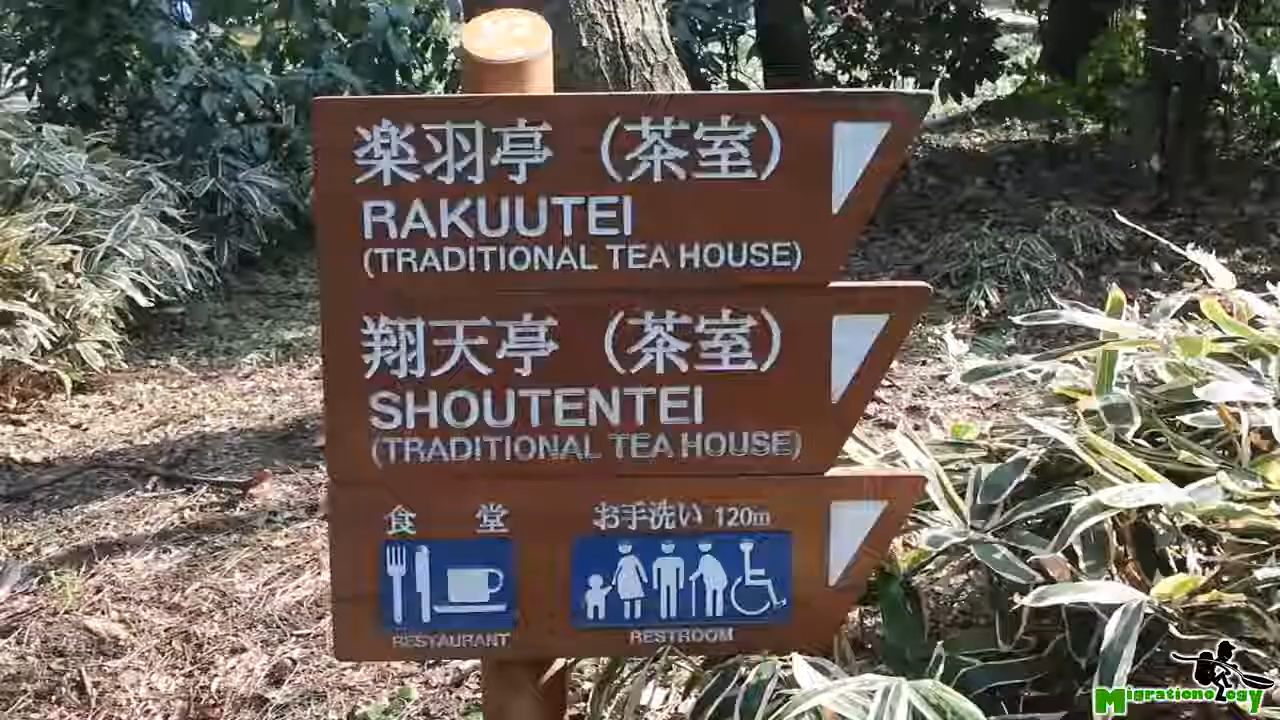 楽羽亭（茶室）
RAKUUTEI
(TRADITIONAL TEA HOUSE)
翔天亭（茶室）
SHOUTENTEI
(TRADITIONAL TEA HOUSE)
食堂
RESTAURANT
お手洗い 120m
RESTROOM
Migrationology